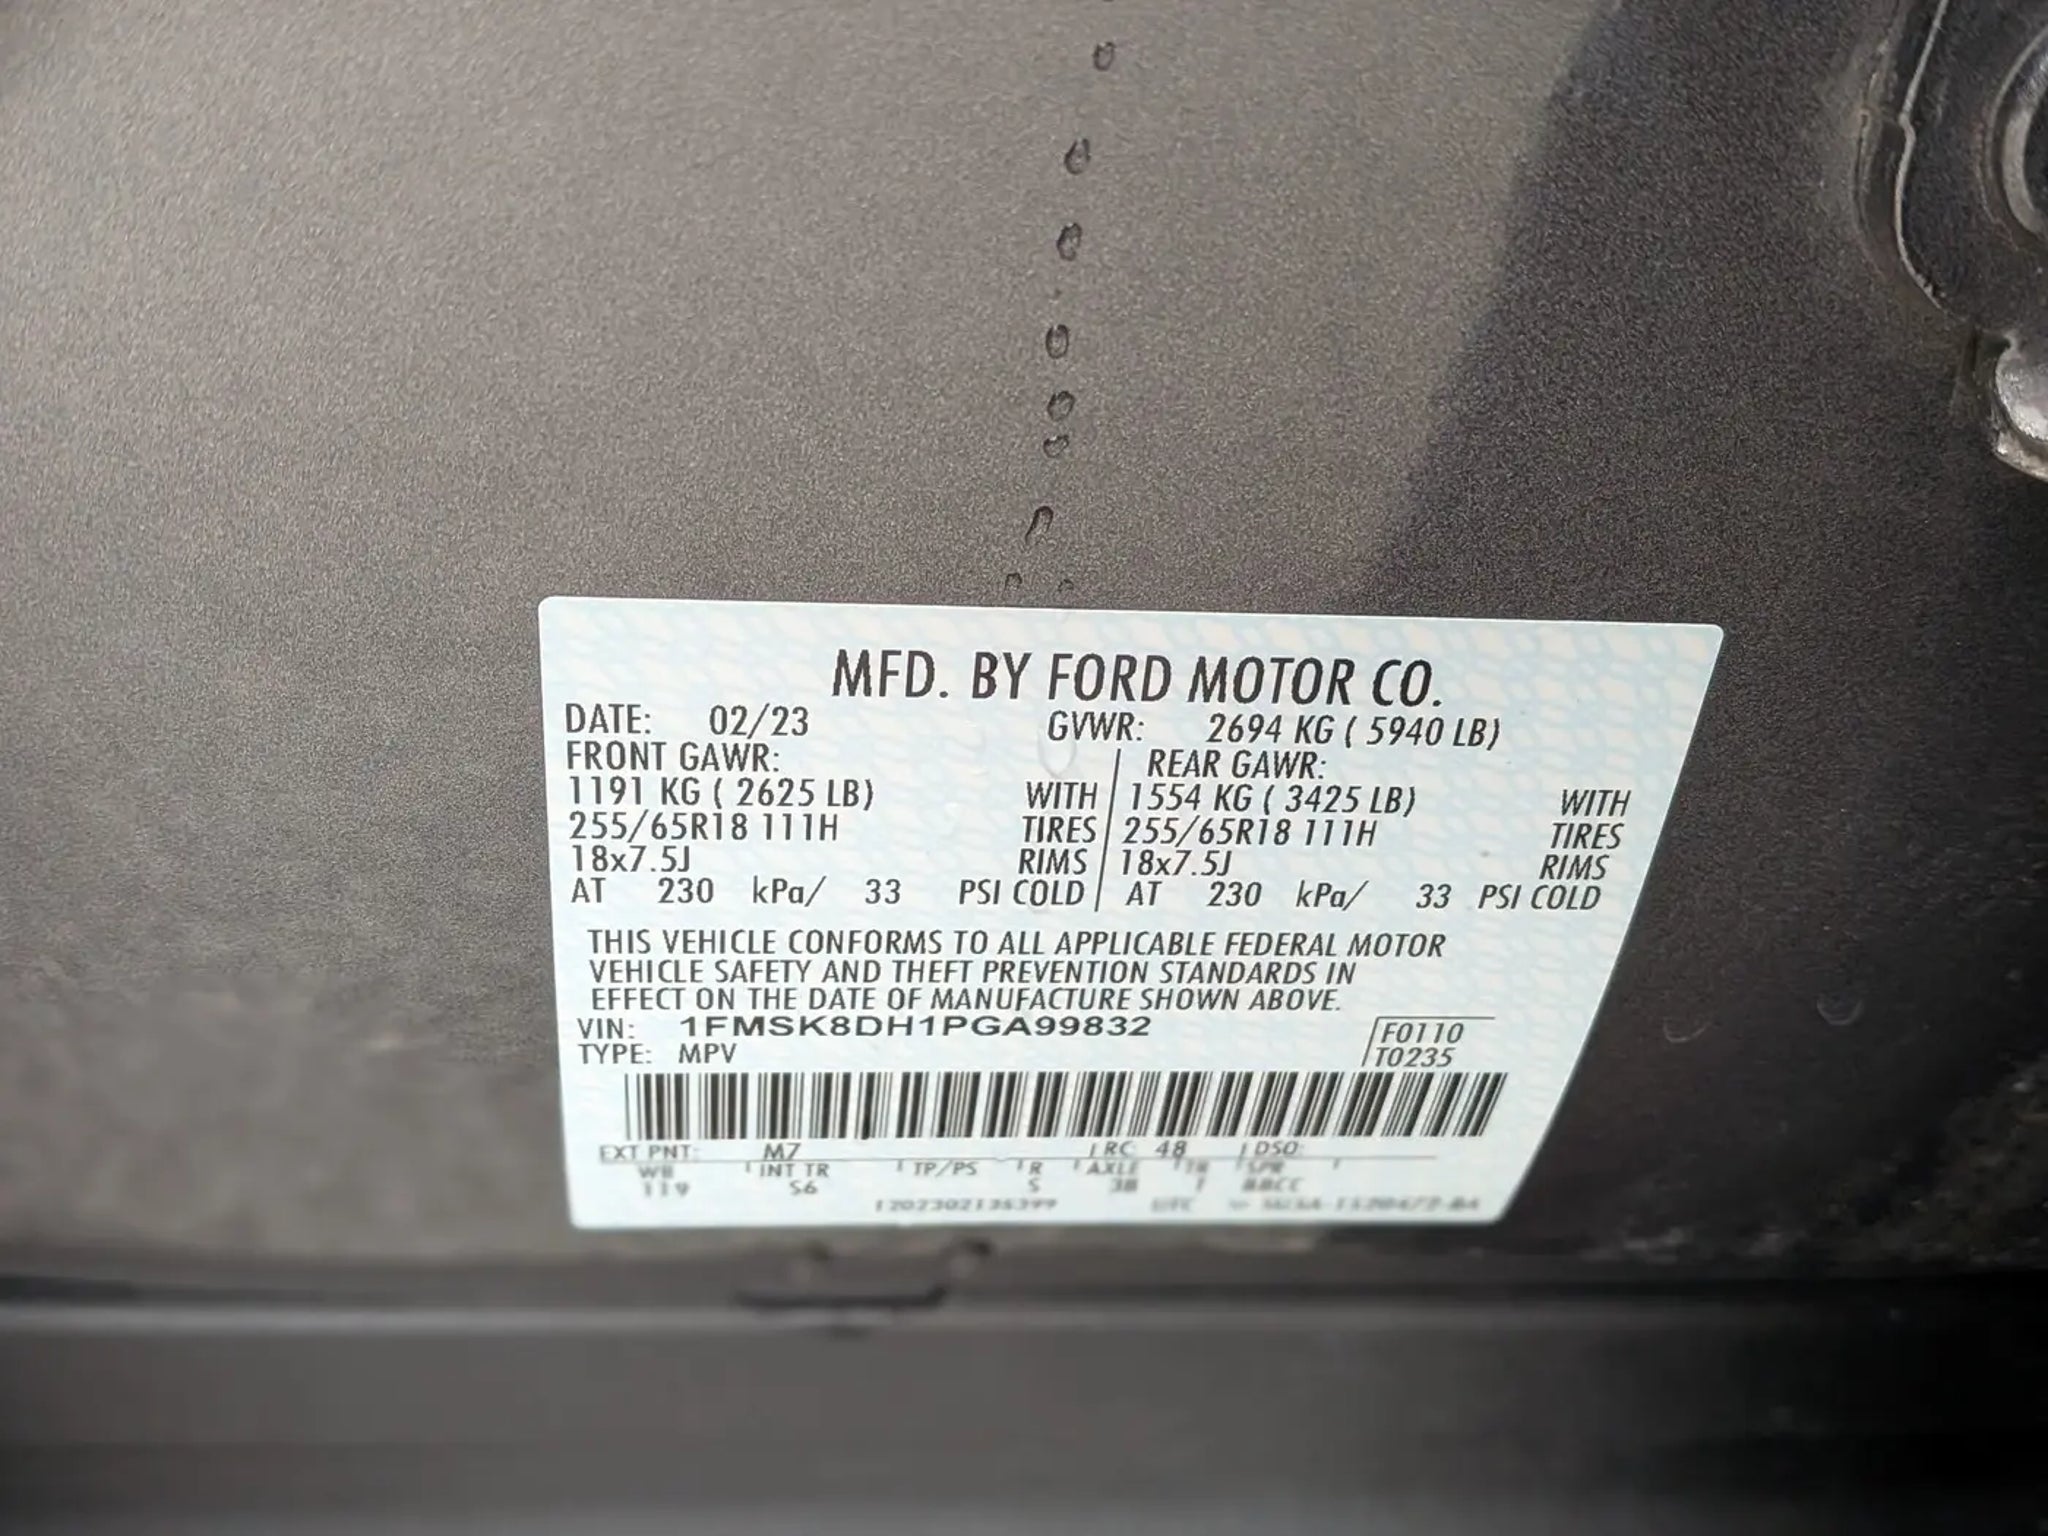 MFD. BY FORD MOTOR CO.
DATE: 02/23 GVWR: 2694 KG ( 5940 LB)
FRONT GAWR: REAR GAWR:
1191 KG ( 2625 LB) WITH 1554 KG ( 3425 LB) WITH
255/65R18 111H TIRES 255/65R18 111H TIRES
18x7.5J RIMS 18x7.5J RIMS
AT 230 kPa/ 33 PSI COLD AT 230 kPa/ 33 PSI COLD
THIS VEHICLE CONFORMS TO ALL APPLICABLE FEDERAL MOTOR
VEHICLE SAFETY AND THEFT PREVENTION STANDARDS IN
EFFECT ON THE DATE OF MANUFACTURE SHOWN ABOVE.
VIN: 1FMSK8DH1PGA99832 F0110
TYPE: MPV T0235
EXT PNT: M7 RC: 48 DSO:
WB INT TR TP/PS R AXLE TR SPR
119 S6 5 3B